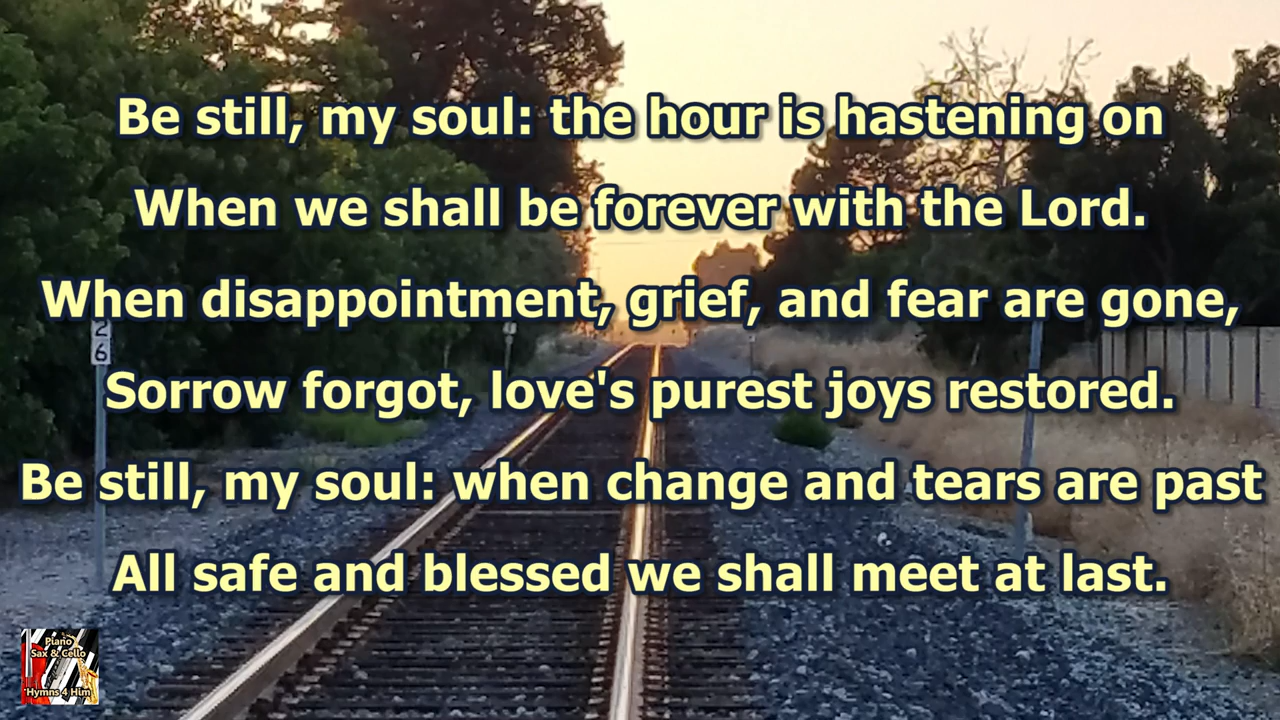 Be still, my soul: the hour is hastening on
When we shall be forever with the Lord.
When disappointment, grief, and fear are gone,
2
6
Sorrow forgot, love's purest joys restored.
Be still, my soul: when change and tears are past
All safe and blessed we shall meet at last.
Piano
Sax & Cello
Hymns 4 Him